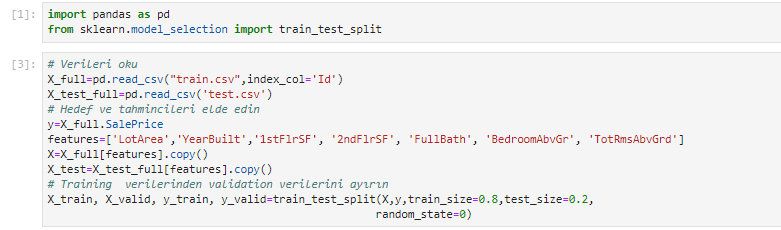 [1]: import pandas as pd
from sklearn.model_selection import train_test_split
[3]: # Verileri oku
X_full=pd.read_csv("train.csv",index_col='Id')
X_test_full=pd.read_csv('test.csv')
# Hedef ve tahmincileri elde edin
y=X_full.SalePrice
features=['LotArea','YearBuilt','1stFlrSF', '2ndFlrSF', 'FullBath', 'BedroomAbvGr', 'TotRmsAbvGrd']
X=X_full[features].copy()
X_test=X_test_full[features].copy()
# Training  verilerinden validation verilerini ayırın
X_train, X_valid, y_train, y_valid=train_test_split(X,y,train_size=0.8,test_size=0.2,
random_state=0)